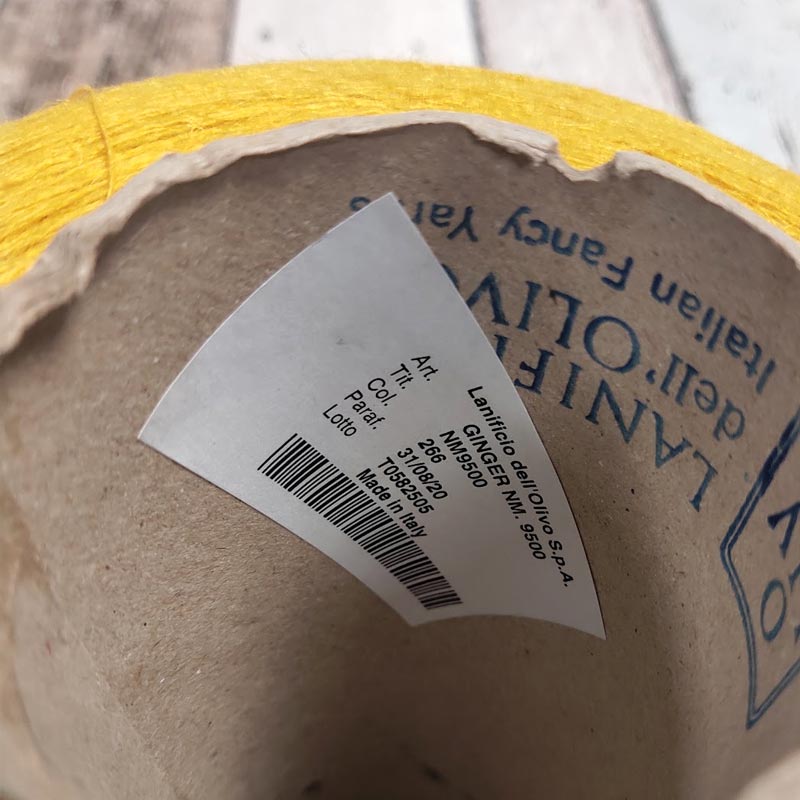 Lanificio dell'Olivo S.p.A.
Art. GINGER NM. 9500
Tit. NM9500
Col. 266
Paraf. 31/08/20
Lotto T0582505
Made in Italy
LANIFI
dell'OLIVO
Italian Fancy Yarns